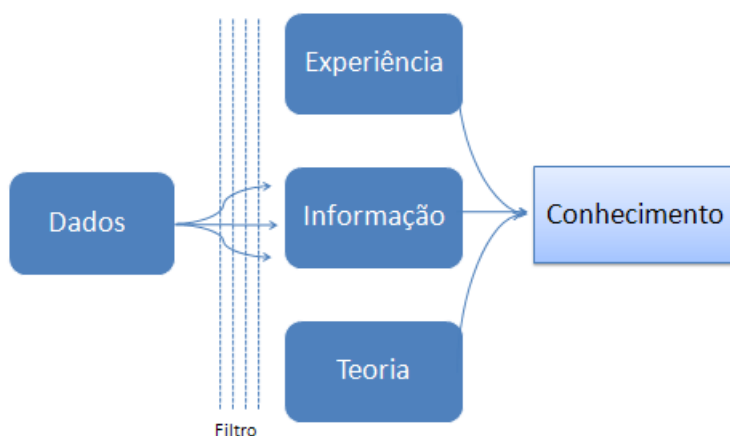 Experiência
Dados
Informação
Conhecimento
Teoria
Filtro